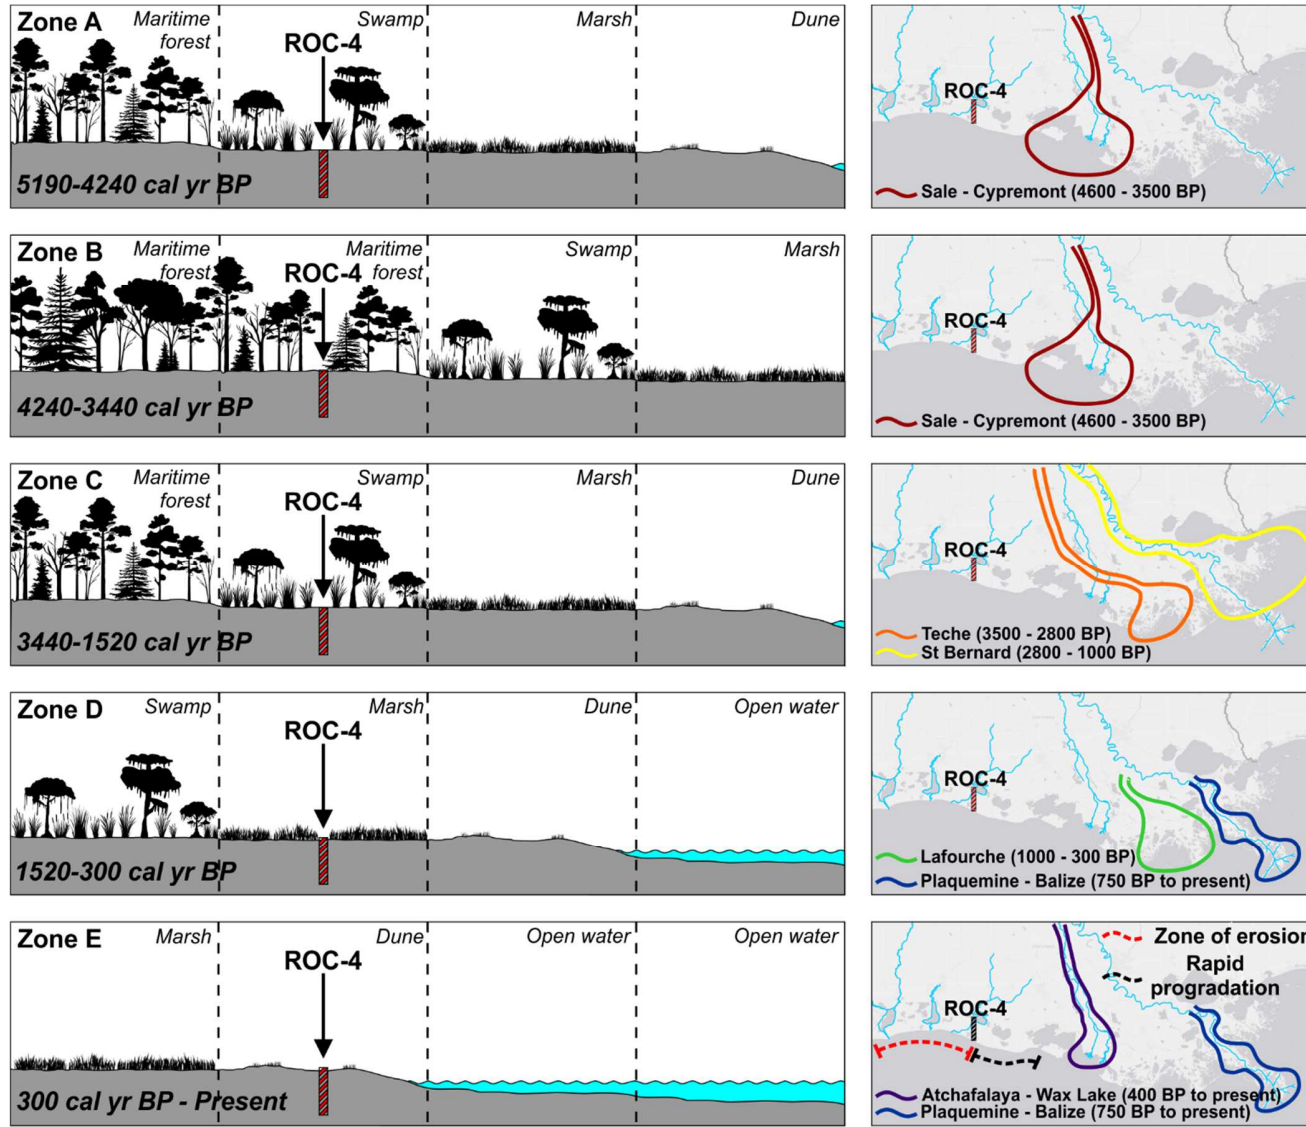 Zone A
Maritime
forest
Swamp
Marsh
Dune
ROC-4
5190-4240 cal yr BP
ROC-4
Sale - Cypremont (4600 - 3500 BP)
Zone B
Maritime
forest
Maritime
forest
Swamp
Marsh
ROC-4
4240-3440 cal yr BP
ROC-4
Sale - Cypremont (4600 - 3500 BP)
Zone C
Maritime
forest
Swamp
Marsh
Dune
ROC-4
3440-1520 cal yr BP
ROC-4
Teche (3500 - 2800 BP)
St Bernard (2800 - 1000 BP)
Zone D
Swamp
Marsh
Dune
Open water
ROC-4
1520-300 cal yr BP
ROC-4
Lafourche (1000 - 300 BP)
Plaquemine - Balize (750 BP to present)
Zone E
Marsh
Dune
Open water
Open water
ROC-4
300 cal yr BP - Present
Zone of erosion
Rapid
progradation
ROC-4
Atchafalaya - Wax Lake (400 BP to present)
Plaquemine - Balize (750 BP to present)